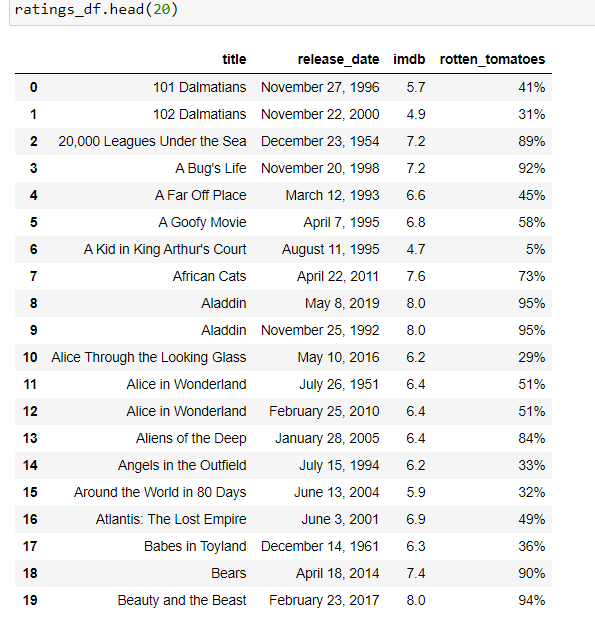 ratings_df.head(20)
title release_date imdb rotten_tomatoes
0 101 Dalmatians November 27, 1996 5.7 41%
1 102 Dalmatians November 22, 2000 4.9 31%
2 20,000 Leagues Under the Sea December 23, 1954 7.2 89%
3 A Bug's Life November 20, 1998 7.2 92%
4 A Far Off Place March 12, 1993 6.6 45%
5 A Goofy Movie April 7, 1995 6.8 58%
6 A Kid in King Arthur's Court August 11, 1995 4.7 5%
7 African Cats April 22, 2011 7.6 73%
8 Aladdin May 8, 2019 8.0 95%
9 Aladdin November 25, 1992 8.0 95%
10 Alice Through the Looking Glass May 10, 2016 6.2 29%
11 Alice in Wonderland July 26, 1951 6.4 51%
12 Alice in Wonderland February 25, 2010 6.4 51%
13 Aliens of the Deep January 28, 2005 6.4 84%
14 Angels in the Outfield July 15, 1994 6.2 33%
15 Around the World in 80 Days June 13, 2004 5.9 32%
16 Atlantis: The Lost Empire June 3, 2001 6.9 49%
17 Babes in Toyland December 14, 1961 6.3 36%
18 Bears April 18, 2014 7.4 90%
19 Beauty and the Beast February 23, 2017 8.0 94%